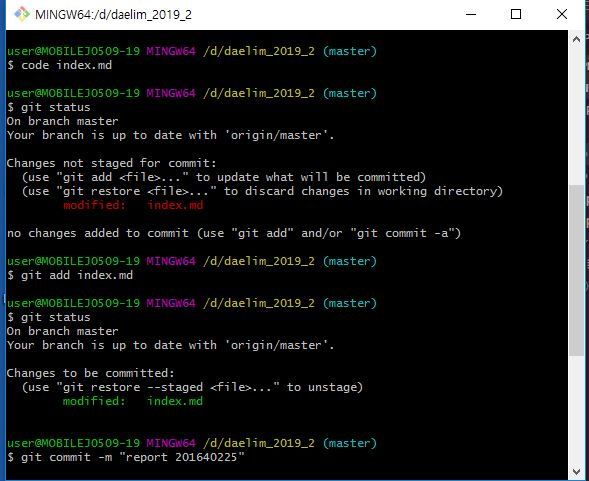 MINGW64:/d/daelim_2019_2
user@MOBILEJO509-19 MINGW64 /d/daelim_2019_2 (master)
$ code index.md
user@MOBILEJO509-19 MINGW64 /d/daelim_2019_2 (master)
$ git status
On branch master
Your branch is up to date with 'origin/master'.
Changes not staged for commit:
  (use "git add <file>..." to update what will be committed)
  (use "git restore <file>..." to discard changes in working directory)
        modified:   index.md
no changes added to commit (use "git add" and/or "git commit -a")
user@MOBILEJO509-19 MINGW64 /d/daelim_2019_2 (master)
$ git add index.md
user@MOBILEJO509-19 MINGW64 /d/daelim_2019_2 (master)
$ git status
On branch master
Your branch is up to date with 'origin/master'.
Changes to be committed:
  (use "git restore --staged <file>..." to unstage)
        modified:   index.md
user@MOBILEJO509-19 MINGW64 /d/daelim_2019_2 (master)
$ git commit -m "report 201640225"